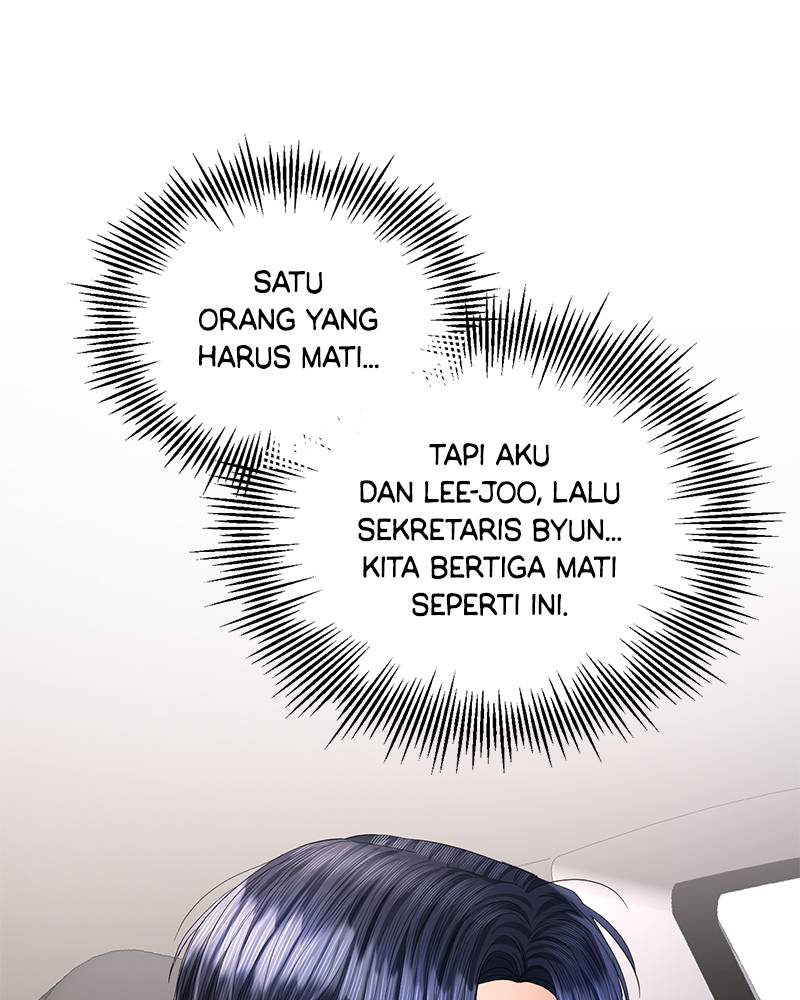 SATU
ORANG YANG
HARUS MATI...
TAPI AKU
DAN LEE-JOO, LALU
SEKRETARIS BYUN...
KITA BERTIGA MATI
SEPERTI INI.